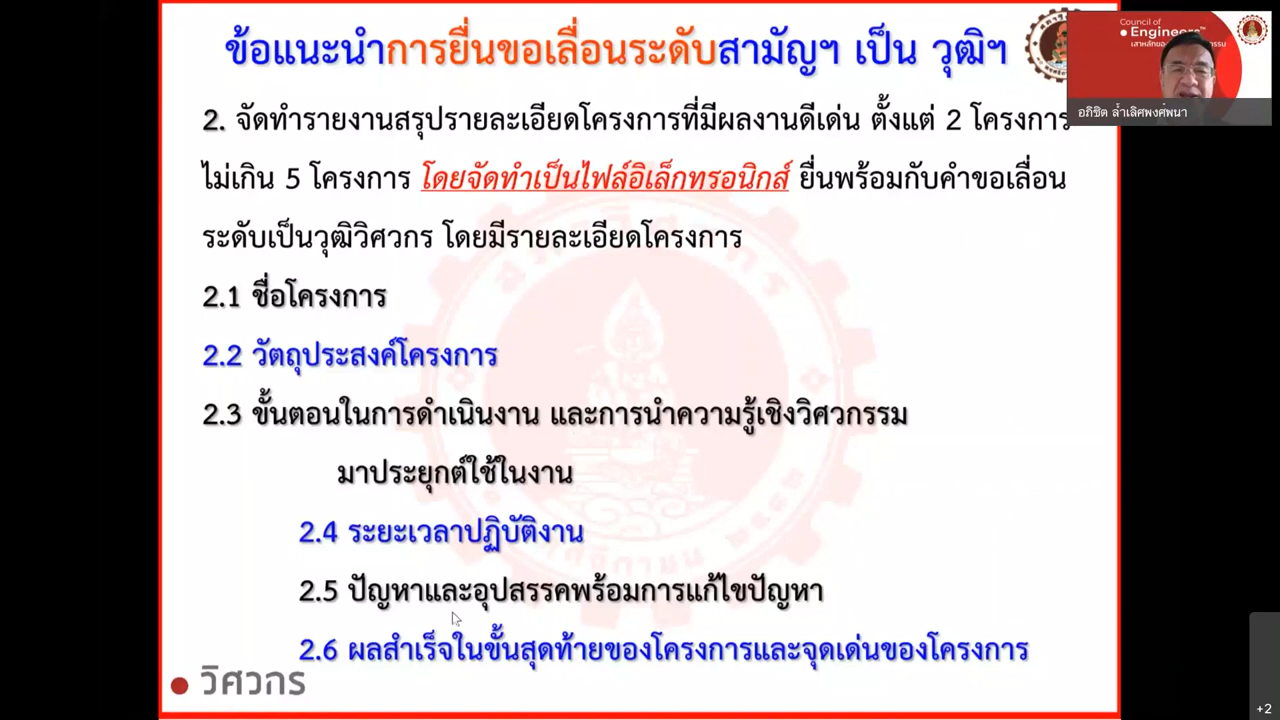 ข้อแนะนำการยื่นขอเลื่อนระดับสามัญฯ เป็น วุฒิฯ
Council of
Engineers
อภิชิต ล้ำเลิศพงศ์พนา
2. จัดทำรายงานสรุปรายละเอียดโครงการที่มีผลงานดีเด่น ตั้งแต่ 2 โครงการ
ไม่เกิน 5 โครงการ โดยจัดทำเป็นไฟล์อิเล็กทรอนิกส์ ยื่นพร้อมกับคำขอเลื่อน
ระดับเป็นวุฒิวิศวกร โดยมีรายละเอียดโครงการ
2.1 ชื่อโครงการ
2.2 วัตถุประสงค์โครงการ
2.3 ขั้นตอนในการดำเนินงาน และการนำความรู้เชิงวิศวกรรม
มาประยุกต์ใช้ในงาน
2.4 ระยะเวลาปฏิบัติงาน
2.5 ปัญหาและอุปสรรคพร้อมการแก้ไขปัญหา
2.6 ผลสำเร็จในขั้นสุดท้ายของโครงการและจุดเด่นของโครงการ
วิศวกร
+2